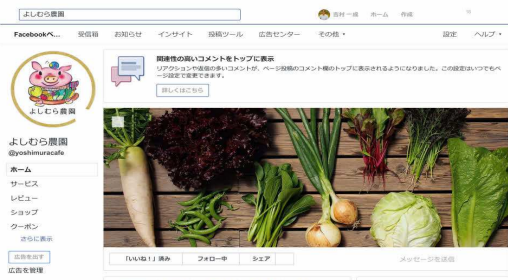 よしむら農園
吉村 一成 ホーム 作成
Facebookペ... 受信箱 お知らせ インサイト 投稿ツール 広告センター その他 設定 ヘルプ
関連性の高いコメントをトップに表示
リアクションや返信の多いコメントが、ページ投稿のコメント欄のトップに表示されるようになりました。この設定はいつでもペ
ージ設定で変更できます。
詳しくはこちら
よしむら農園
よしむら農園
@yoshimuracafe
ホーム
サービス
レビュー
ショップ
クーポン
さらに表示
広告を出す
広告を管理
「いいね！」済み フォロー中 シェア メッセージを送信